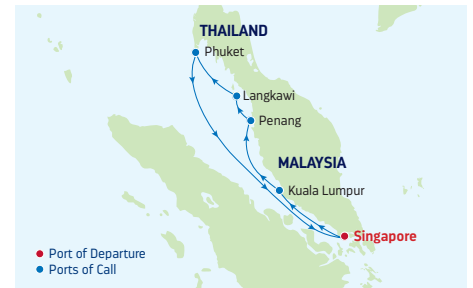 THAILAND
Phuket
Langkawi
Penang
MALAYSIA
Kuala Lumpur
Singapore
Port of Departure
Ports of Call